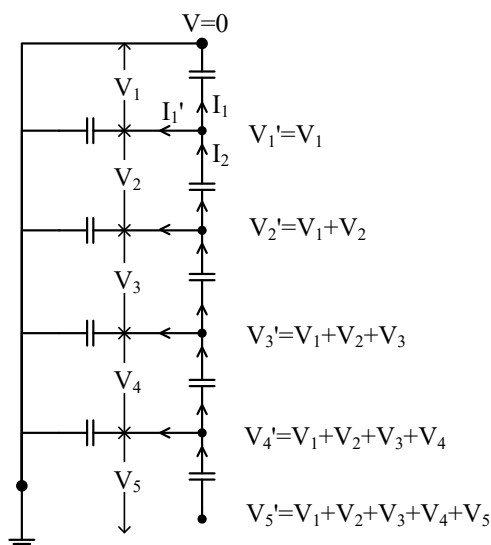 V=0
V₁
I₁
I₁'
V₁'=V₁
I₂
V₂
V₂'=V₁+V₂
V₃
V₃'=V₁+V₂+V₃
V₄
V₄'=V₁+V₂+V₃+V₄
V₅
V₅'=V₁+V₂+V₃+V₄+V₅